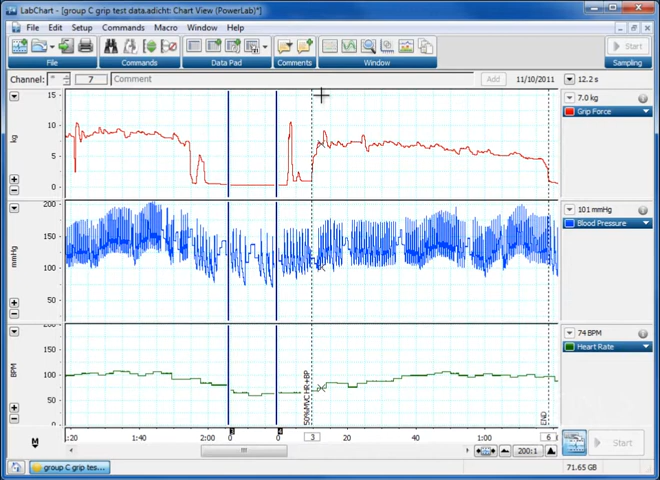 LabChart - [group C grip test data.adicht: Chart View (PowerLab)]
File Edit Setup Commands Macro Window Help
Start
File Commands Data Pad Comments Window Sampling
Channel: * 7 Comment Add 11/10/2011 12.2 s
15
10
5
0
kg
7.0 kg
Grip Force
200
150
100
50
mmHg
101 mmHg
Blood Pressure
200
150
100
50
0
BPM
74 BPM
Heart Rate
50%MVC HR+BP
END
1:20 1:40 2:00 0 0 3 20 40 1:00 6
M
200:1
Start
group C grip tes...
71.65 GB